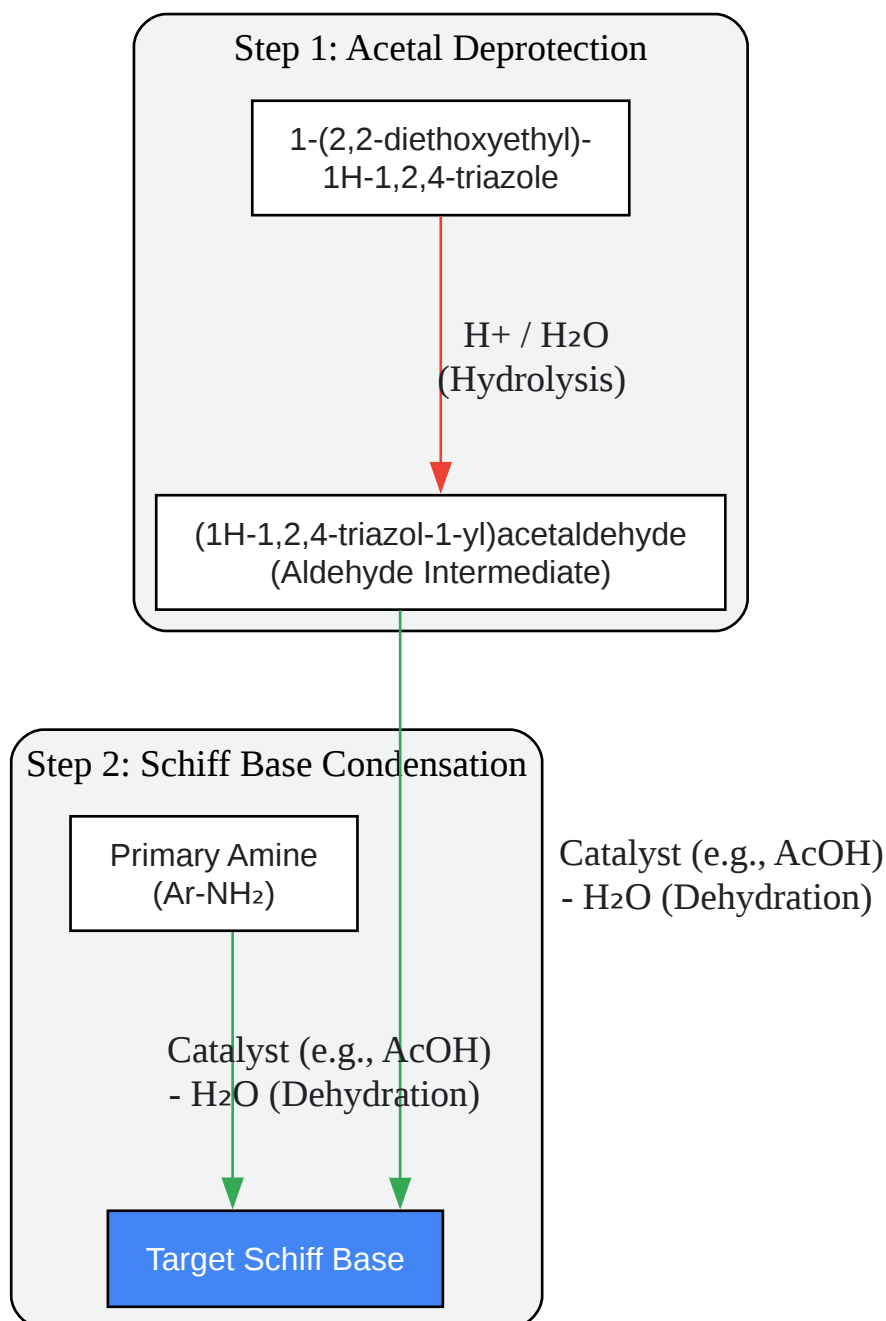 Step 1: Acetal Deprotection
1-(2,2-diethoxyethyl)-
1H-1,2,4-triazole
H+ / H₂O
(Hydrolysis)
(1H-1,2,4-triazol-1-yl)acetaldehyde
(Aldehyde Intermediate)
Step 2: Schiff Base Condensation
Primary Amine
(Ar-NH₂)
Catalyst (e.g., AcOH)
- H₂O (Dehydration)
Catalyst (e.g., AcOH)
- H₂O (Dehydration)
Target Schiff Base